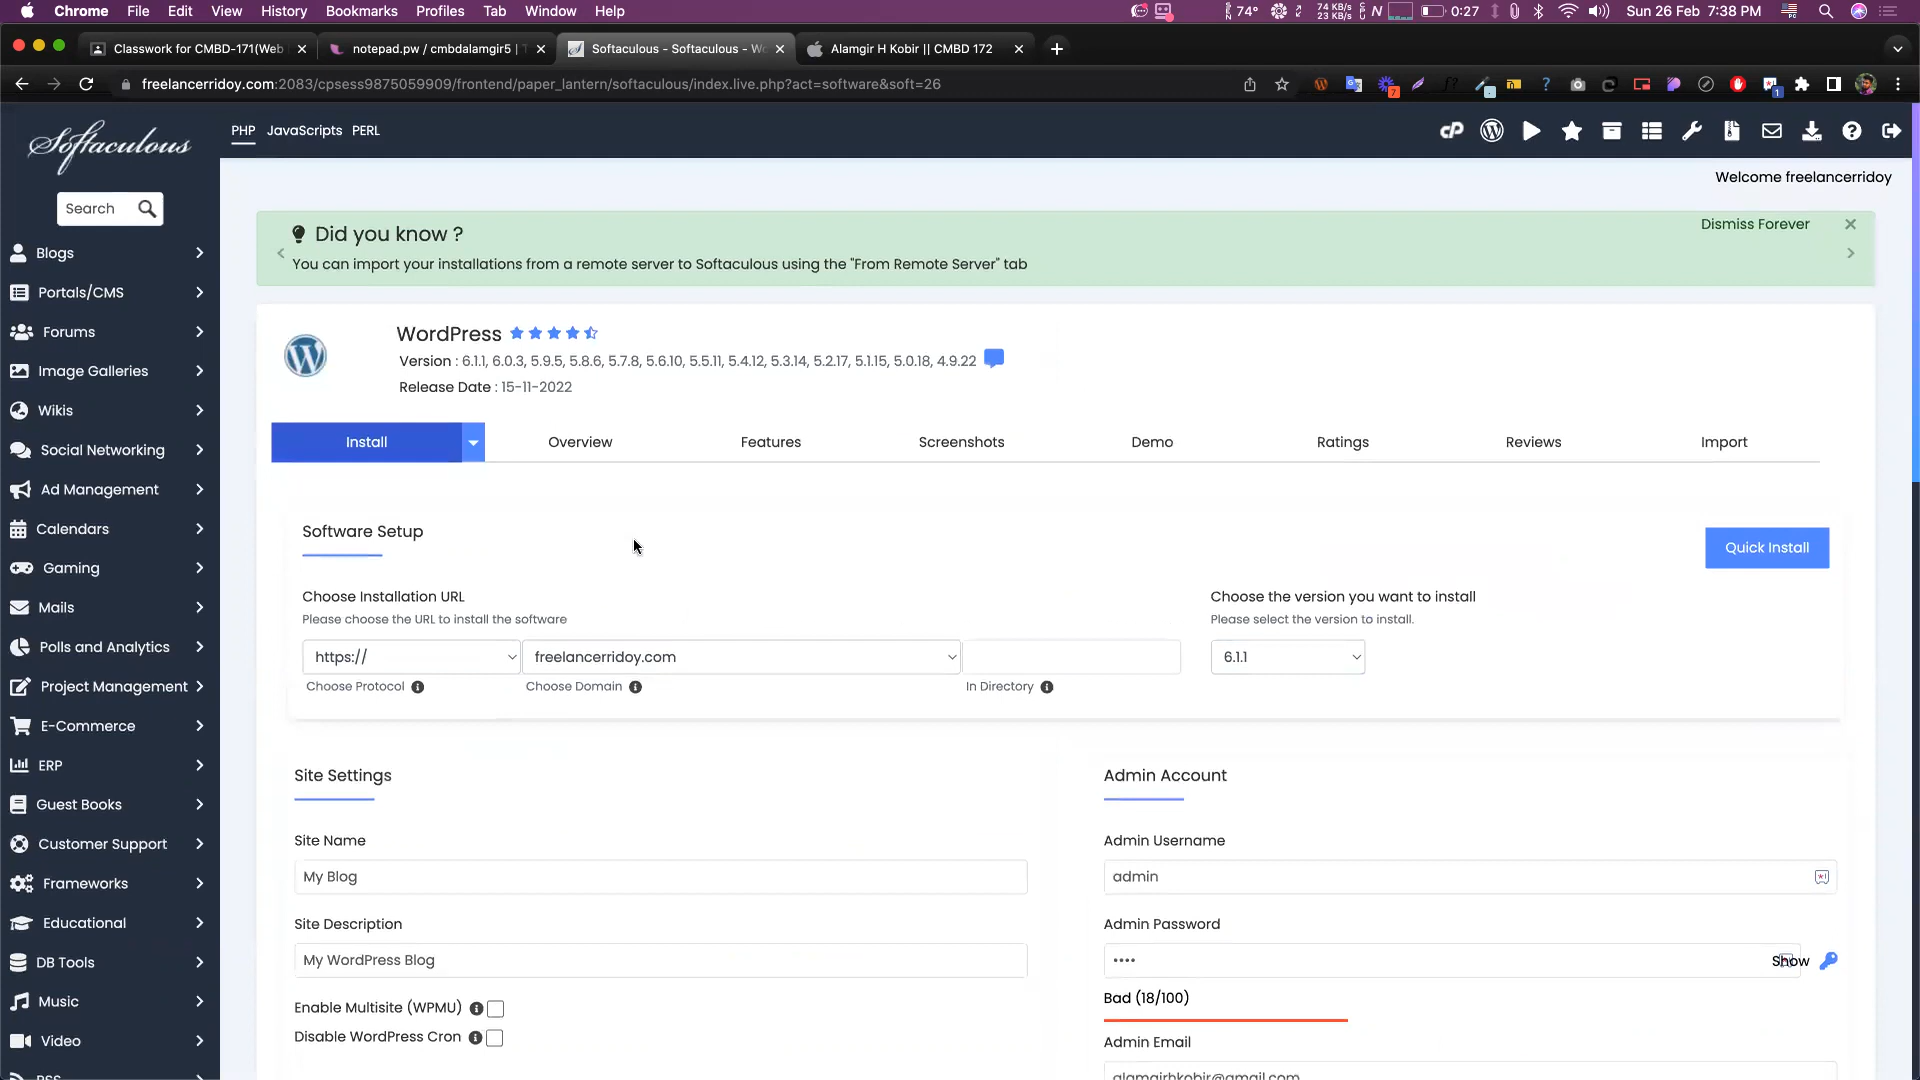 Chrome File Edit View History Bookmarks Profiles Tab Window Help
74° 74 KB/s 23 KB/s 0:27 Sun 26 Feb 7:38 PM
Classwork for CMBD-171(Web
notepad.pw / cmbdalamgir5 |
Softaculous - Softaculous - Wo
Alamgir H Kobir || CMBD 172
freelancerridoy.com:2083/cpsess9875059909/frontend/paper_lantern/softaculous/index.live.php?act=software&soft=26
Softaculous
PHP JavaScripts PERL
Welcome freelancerridoy
Search
Blogs
Portals/CMS
Forums
Image Galleries
Wikis
Social Networking
Ad Management
Calendars
Gaming
Mails
Polls and Analytics
Project Management
E-Commerce
ERP
Guest Books
Customer Support
Frameworks
Educational
DB Tools
Music
Video
RSS
Did you know ?
Dismiss Forever
You can import your installations from a remote server to Softaculous using the "From Remote Server" tab
WordPress
Version : 6.1.1, 6.0.3, 5.9.5, 5.8.6, 5.7.8, 5.6.10, 5.5.11, 5.4.12, 5.3.14, 5.2.17, 5.1.15, 5.0.18, 4.9.22
Release Date : 15-11-2022
Install Overview Features Screenshots Demo Ratings Reviews Import
Software Setup
Quick Install
Choose Installation URL
Please choose the URL to install the software
https://
freelancerridoy.com
Choose Protocol
Choose Domain
In Directory
Choose the version you want to install
Please select the version to install.
6.1.1
Site Settings
Site Name
My Blog
Site Description
My WordPress Blog
Enable Multisite (WPMU)
Disable WordPress Cron
Admin Account
Admin Username
admin
Admin Password
••••
Show
Bad (18/100)
Admin Email
alamgirhkobir@gmail.com